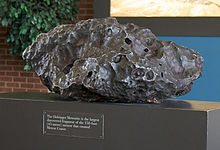 The Holsinger Meteorite is the largest
discovered fragment of the 150-foot
(45-meter) meteor that created
Meteor Crater.